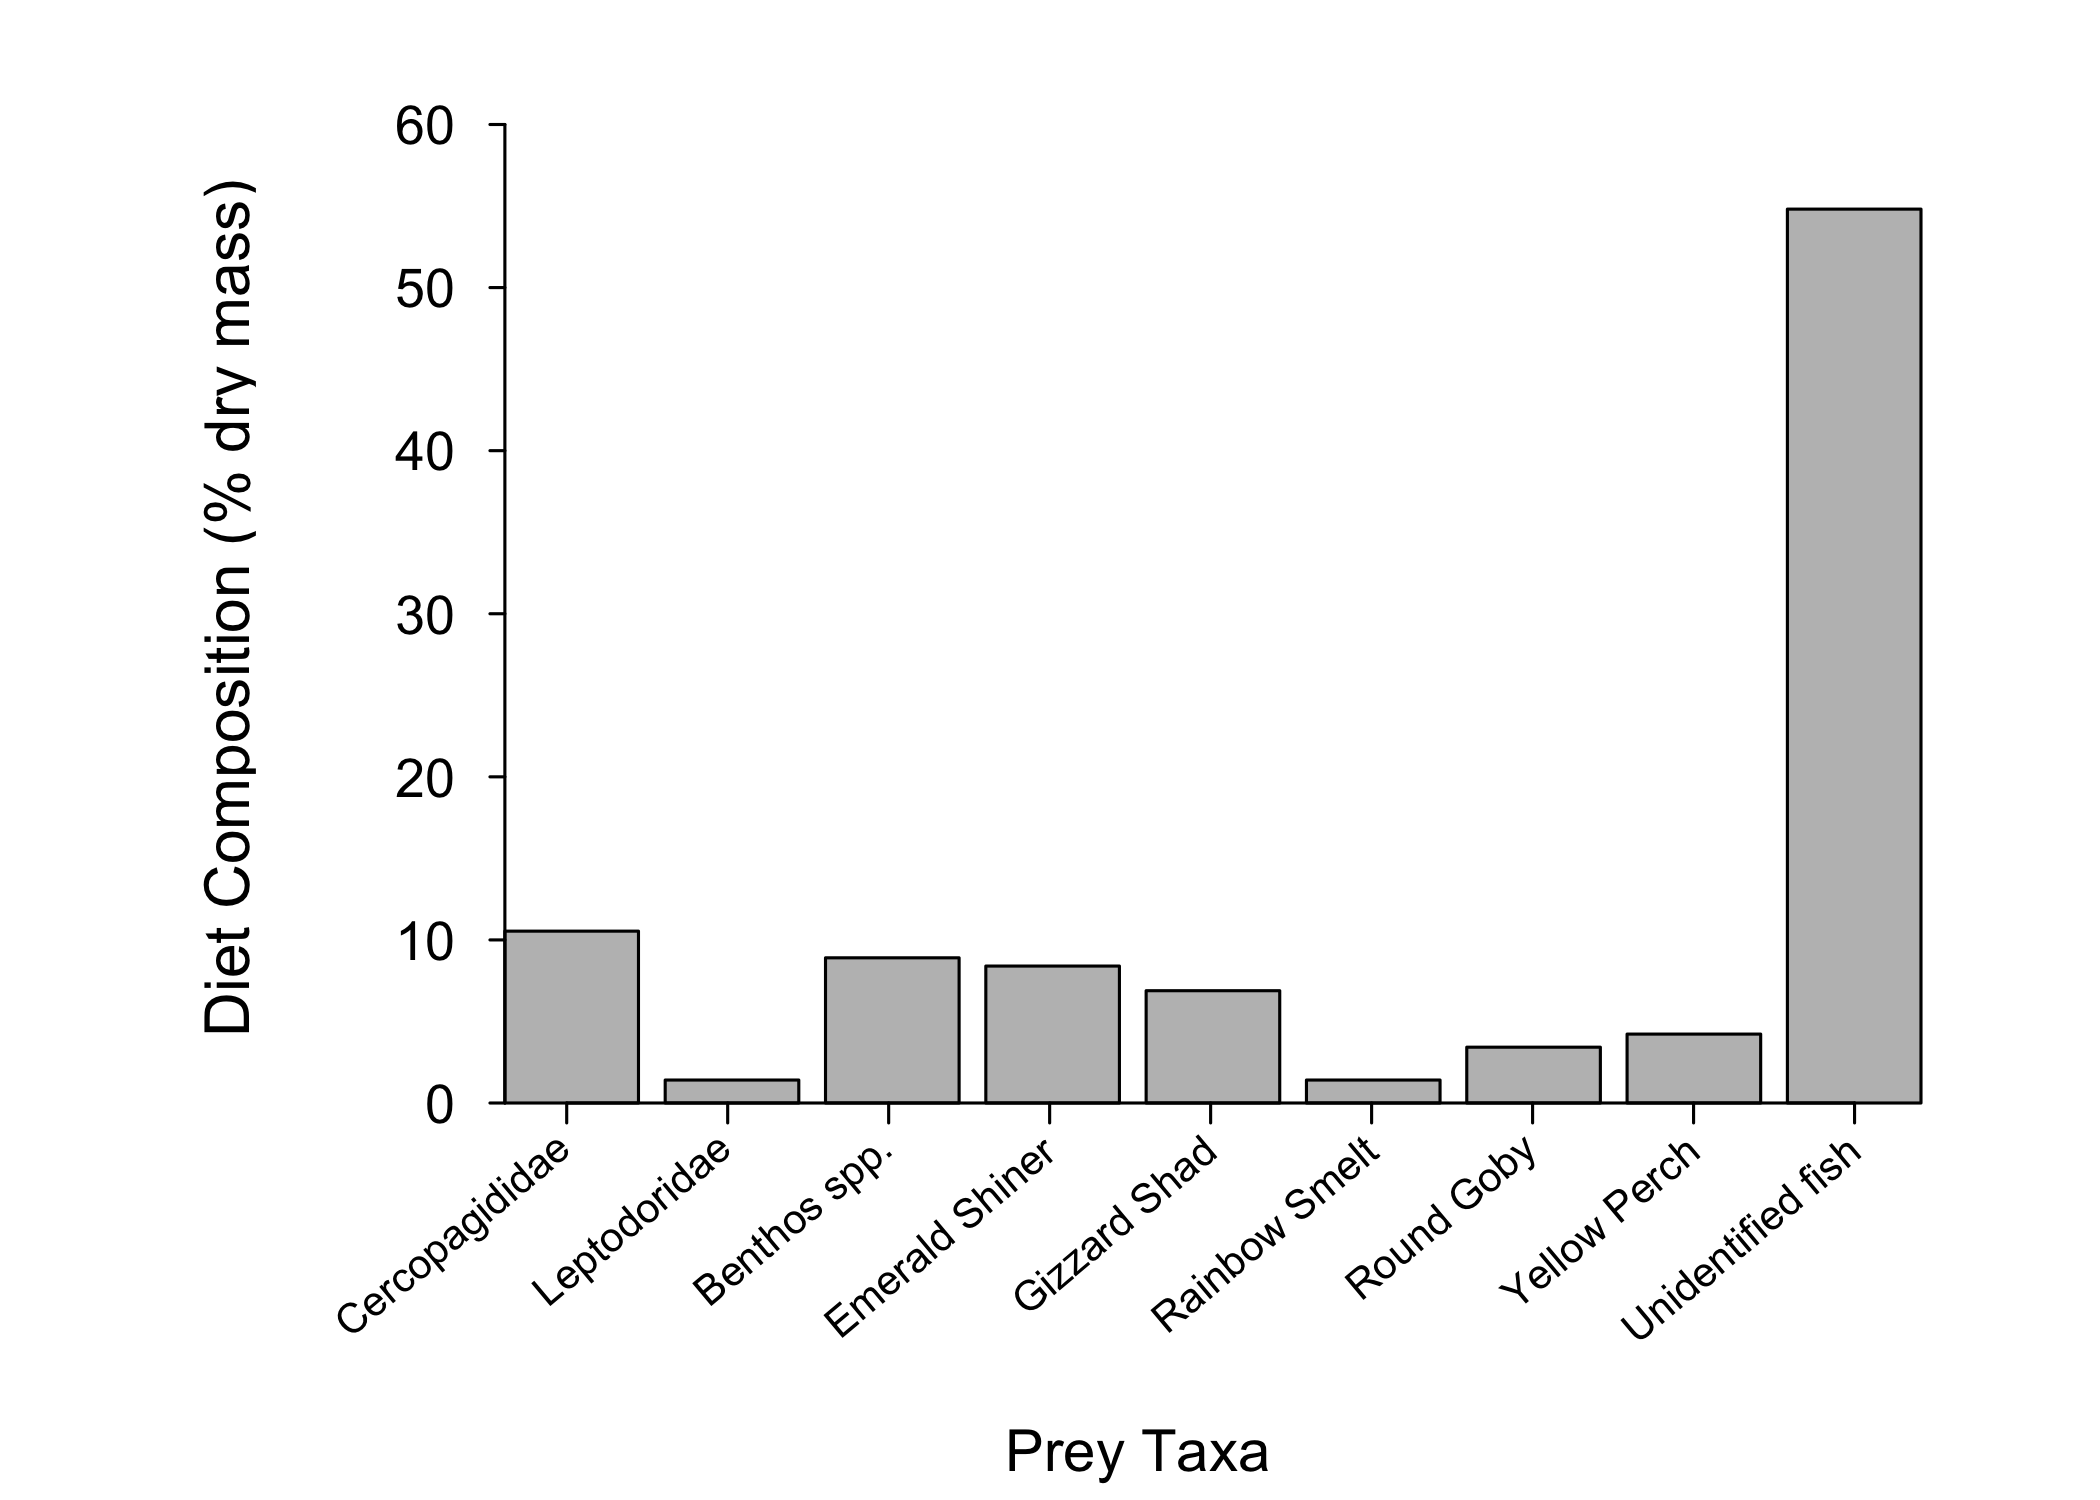 Diet Composition (% dry mass)
60
50
40
30
20
10
0
Cercopagididae
Leptodoridae
Benthos spp.
Emerald Shiner
Gizzard Shad
Rainbow Smelt
Round Goby
Yellow Perch
Unidentified fish
Prey Taxa